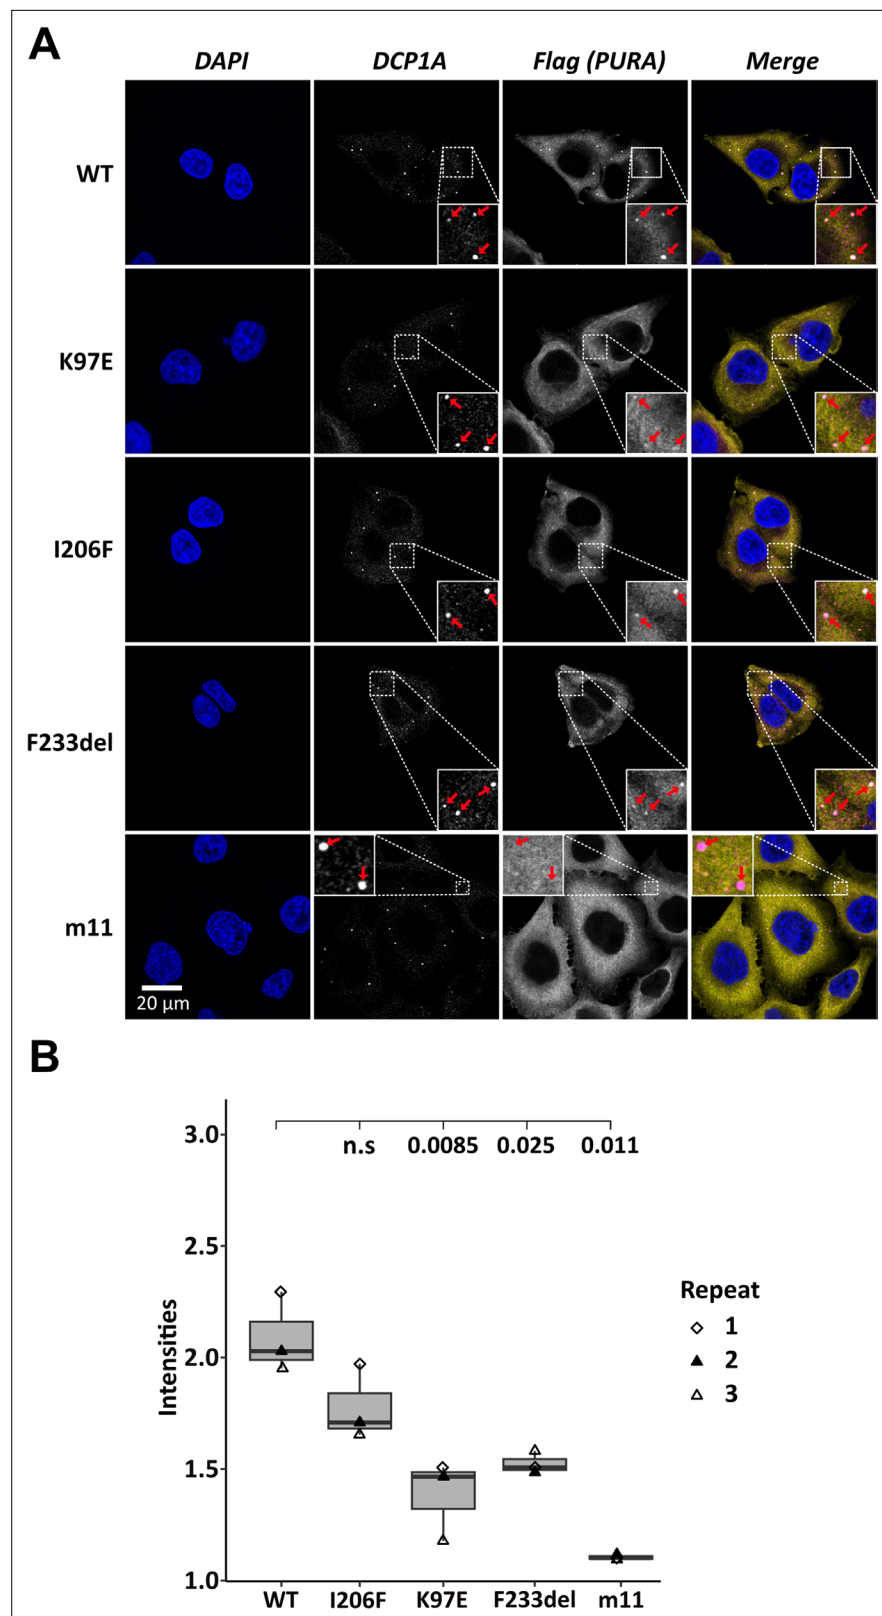 A
DAPI DCP1A Flag (PURA) Merge
WT
K97E
I206F
F233del
m11
20 µm
B
3.0
n.s 0.0085 0.025 0.011
2.5
Repeat
1
2.0
2
Intensities
3
1.5
1.0
WT I206F K97E F233del m11